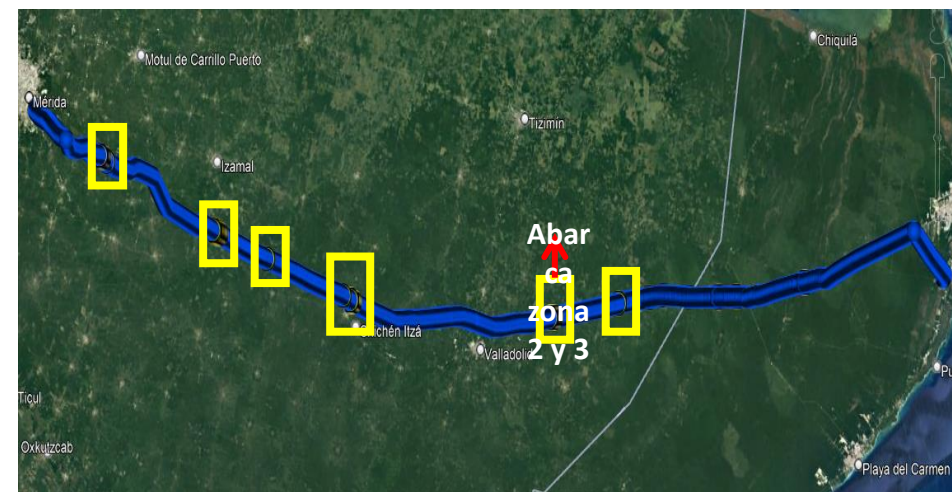 Chiquilá
Motul de Carrillo Puerto
Mérida
Tizimín
Izamal
Abar
ca
zona
2 y 3
Chichén Itzá
Valladolid
Pu
Ticul
Oxkutzcab
Playa del Carmen